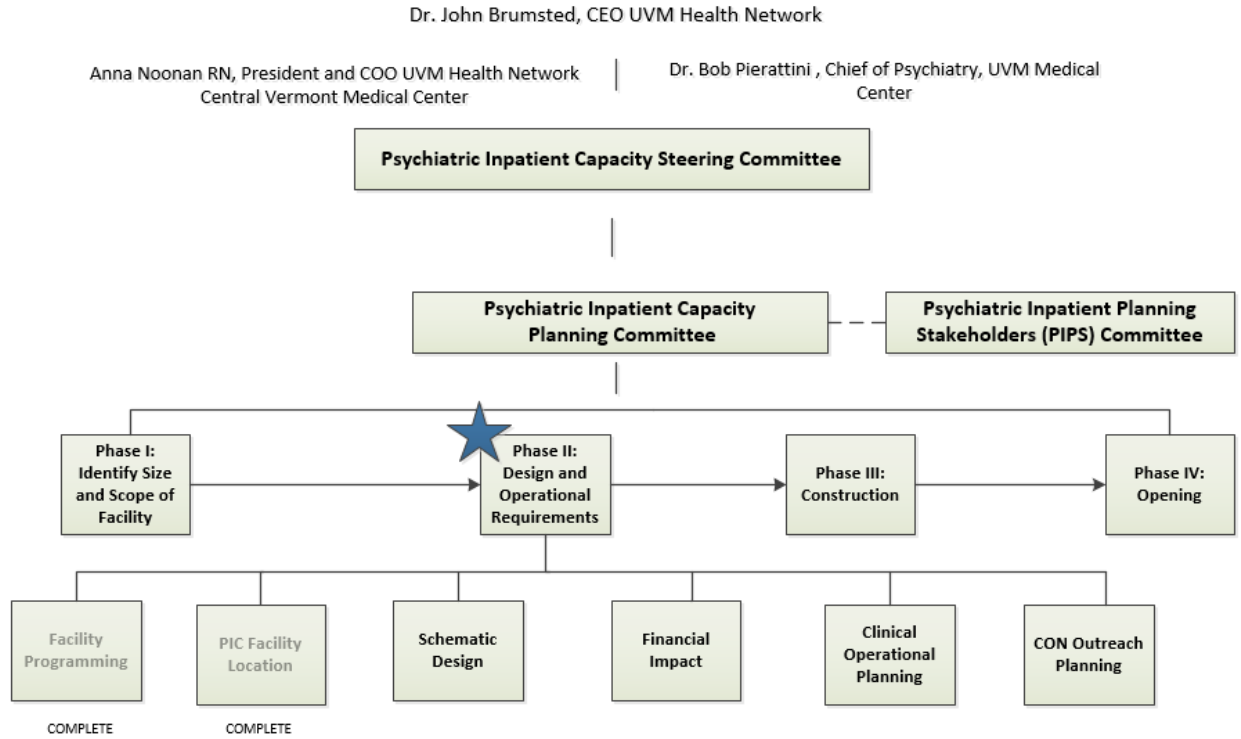 Dr. John Brumsted, CEO UVM Health Network
Anna Noonan RN, President and COO UVM Health Network
Central Vermont Medical Center
Dr. Bob Pierattini , Chief of Psychiatry, UVM Medical
Center
Psychiatric Inpatient Capacity Steering Committee
Psychiatric Inpatient Capacity
Planning Committee
Psychiatric Inpatient Planning
Stakeholders (PIPS) Committee
Phase I:
Identify Size
and Scope of
Facility
Phase II:
Design and
Operational
Requirements
Phase III:
Construction
Phase IV:
Opening
Facility
Programming
PIC Facility
Location
Schematic
Design
Financial
Impact
Clinical
Operational
Planning
CON Outreach
Planning
COMPLETE
COMPLETE